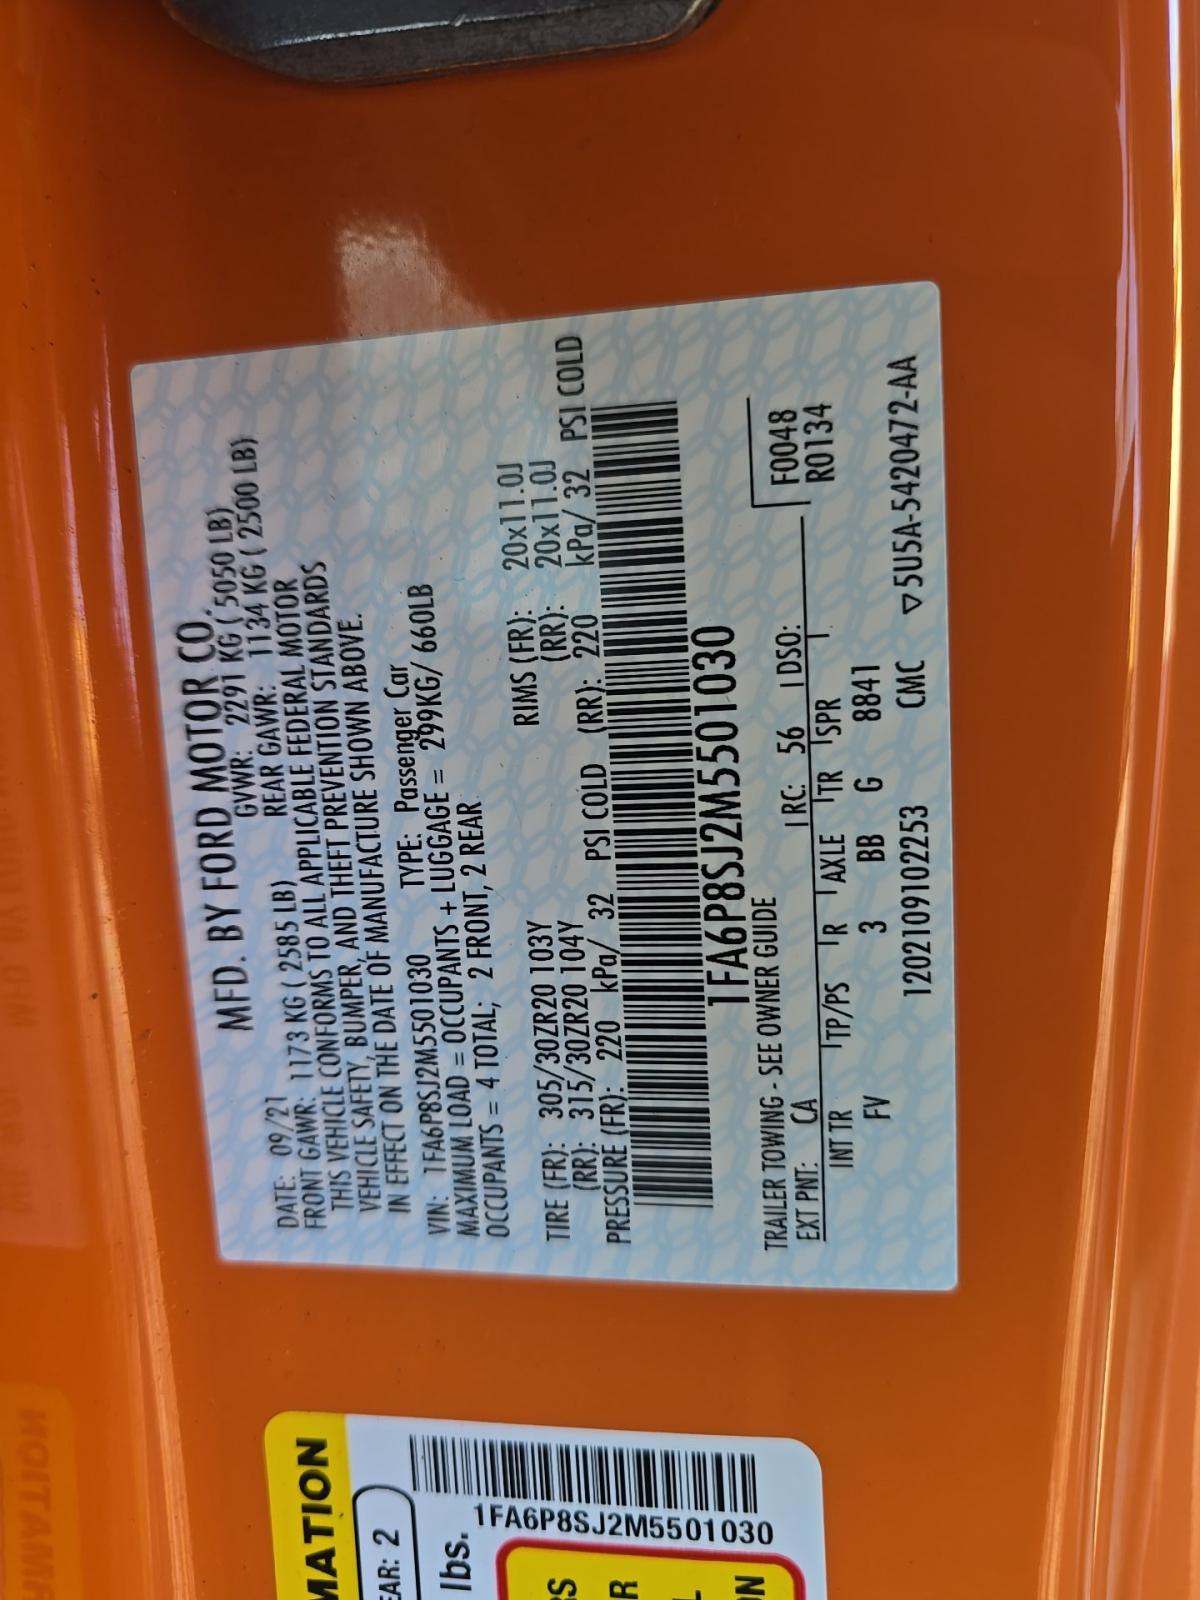 MFD. BY FORD MOTOR CO.
DATE: 09/21 GVWR: 2291 KG ( 5050 LB)
FRONT GAWR: 1173 KG ( 2585 LB) REAR GAWR: 1134 KG ( 2500 LB)
THIS VEHICLE CONFORMS TO ALL APPLICABLE FEDERAL MOTOR
VEHICLE SAFETY, BUMPER, AND THEFT PREVENTION STANDARDS
IN EFFECT ON THE DATE OF MANUFACTURE SHOWN ABOVE.
VIN: 1FA6P8SJ2M5501030 TYPE: Passenger Car
MAXIMUM LOAD = OCCUPANTS + LUGGAGE = 299KG/ 660LB
OCCUPANTS = 4 TOTAL; 2 FRONT, 2 REAR
TIRE (FR): 305/30ZR20 103Y RIMS (FR): 20x11.0J
(RR): 315/30ZR20 104Y (RR): 20x11.0J
PRESSURE (FR): 220 kPa/ 32 PSI COLD (RR): 220 kPa/ 32 PSI COLD
1FA6P8SJ2M5501030
TRAILER TOWING - SEE OWNER GUIDE
F0048
EXT PNT: CA RC: 56 DSO:
R0134
INT TR TP/PS R AXLE TR SPR
FV 3 BB G 8841
1202109102253 CMC ▽5U5A-5420472-AA
MATION
EAR: 2
lbs.
1FA6P8SJ2M5501030